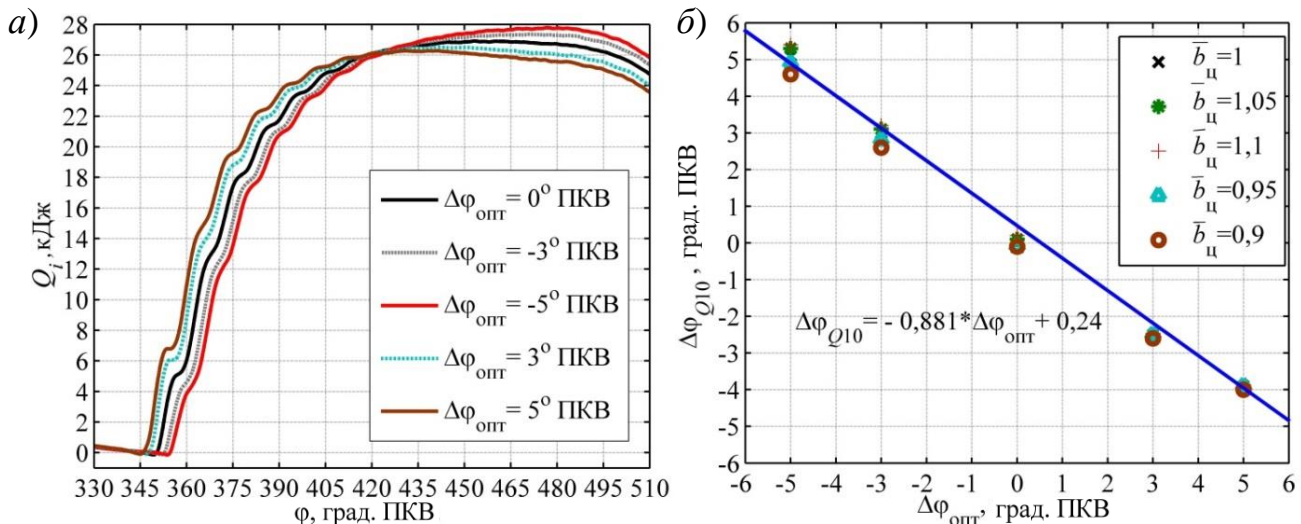 а)
Q_i, кДж
28
26
24
22
20
18
16
14
12
10
8
6
4
2
0
Δφ_опт = 0° ПКВ
Δφ_опт = -3° ПКВ
Δφ_опт = -5° ПКВ
Δφ_опт = 3° ПКВ
Δφ_опт = 5° ПКВ
330 345 360 375 390 405 420 435 450 465 480 495 510
φ, град. ПКВ
б)
Δφ_Q10, град. ПКВ
6
5
4
3
2
1
0
-1
-2
-3
-4
-5
-6
b̅_ц=1
b̅_ц=1,05
b̅_ц=1,1
b̅_ц=0,95
b̅_ц=0,9
Δφ_Q10 = - 0,881*Δφ_опт + 0,24
-6 -5 -4 -3 -2 -1 0 1 2 3 4 5 6
Δφ_опт, град. ПКВ